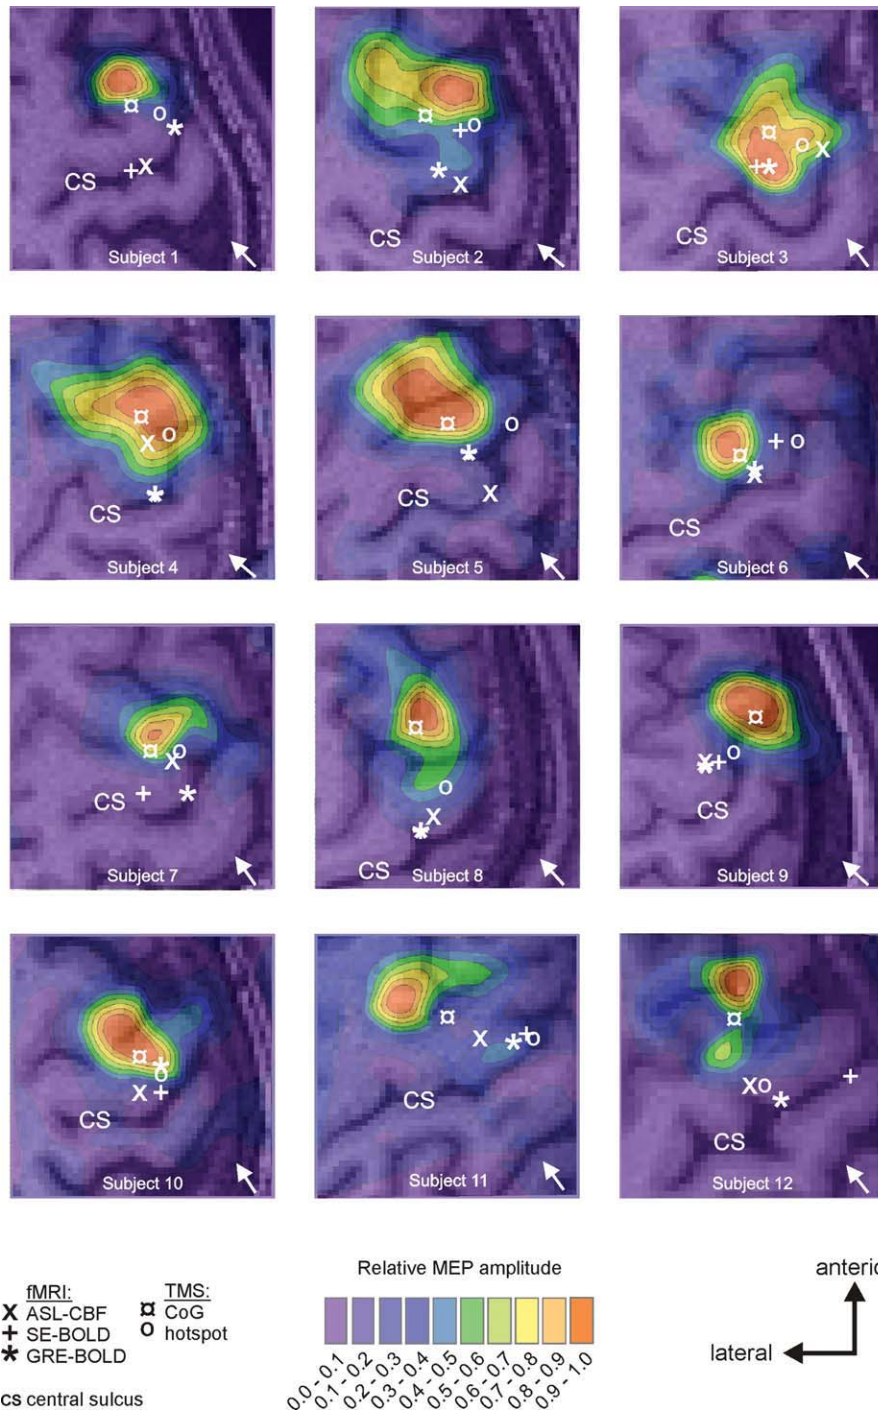 CS
Subject 1
CS
Subject 2
CS
Subject 3
CS
Subject 4
CS
Subject 5
CS
Subject 6
CS
Subject 7
CS
Subject 8
CS
Subject 9
CS
Subject 10
CS
Subject 11
CS
Subject 12
fMRI:
X ASL-CBF
+ SE-BOLD
* GRE-BOLD
TMS:
¤ CoG
o hotspot
cs central sulcus
Relative MEP amplitude
0.0 - 0.1
0.1 - 0.2
0.2 - 0.3
0.3 - 0.4
0.4 - 0.5
0.5 - 0.6
0.6 - 0.7
0.7 - 0.8
0.8 - 0.9
0.9 - 1.0
anterio
lateral